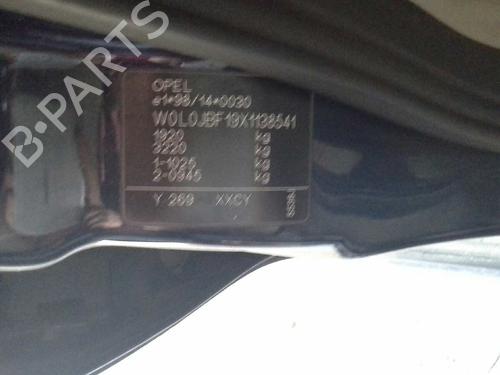 OPEL
e1*98/14*0030
W0L0JBF19X1138541
1920 kg
3220 kg
1-1025 kg
2-0945 kg
Y 269 XXCY
B-PARTS